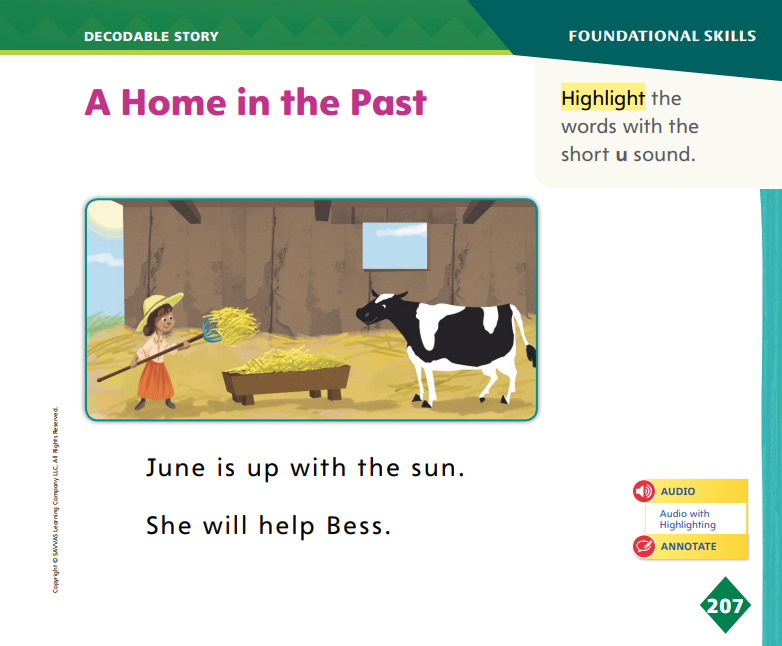 DECODABLE STORY
FOUNDATIONAL SKILLS
A Home in the Past
Highlight the
words with the
short u sound.
June is up with the sun.
She will help Bess.
AUDIO
Audio with
Highlighting
ANNOTATE
207
Copyright © SAVVAS Learning Company LLC. All Rights Reserved.